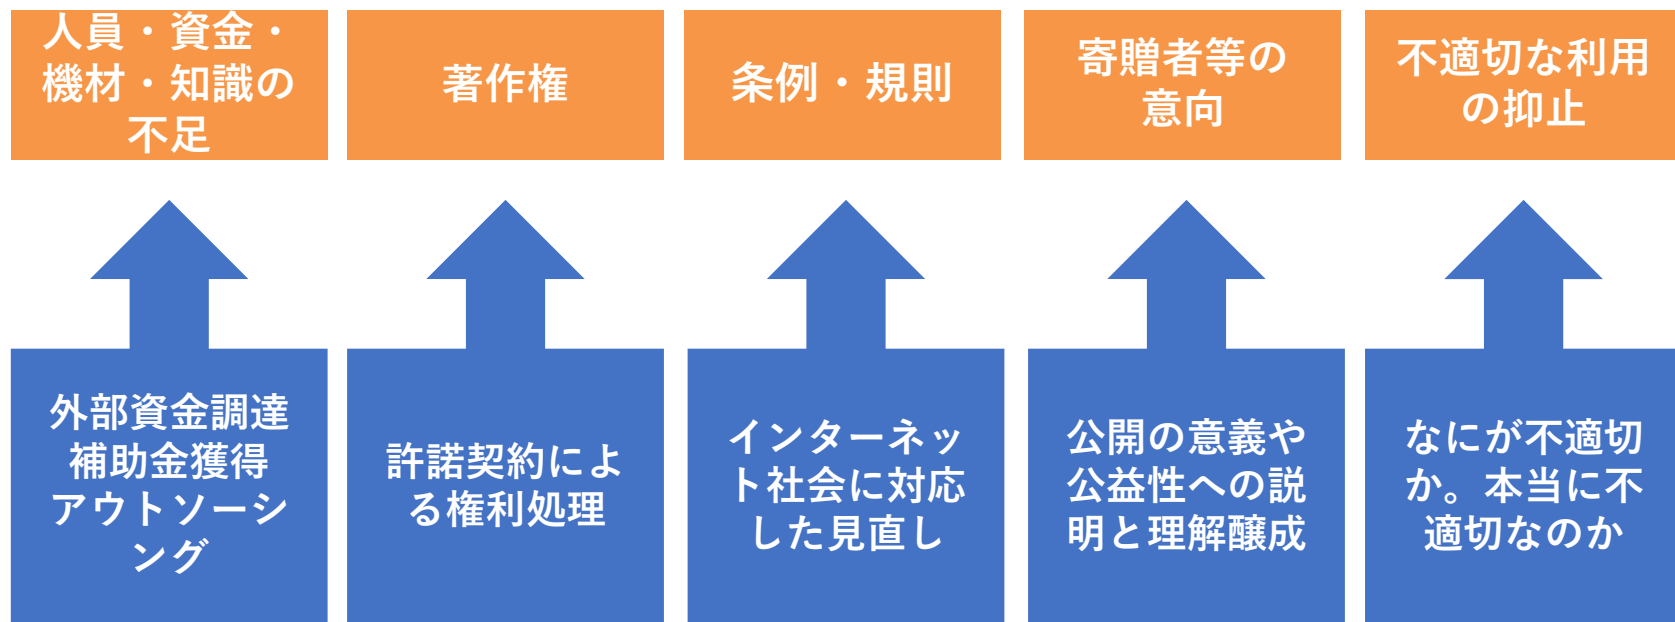 人員・資金・
機材・知識の
不足
著作権
条例・規則
寄贈者等の
意向
不適切な利用
の抑止
外部資金調達
補助金獲得
アウトソーシ
ング
許諾契約によ
る権利処理
インターネッ
ト社会に対応
した見直し
公開の意義や
公益性への説
明と理解醸成
なにが不適切
か。本当に不
適切なのか